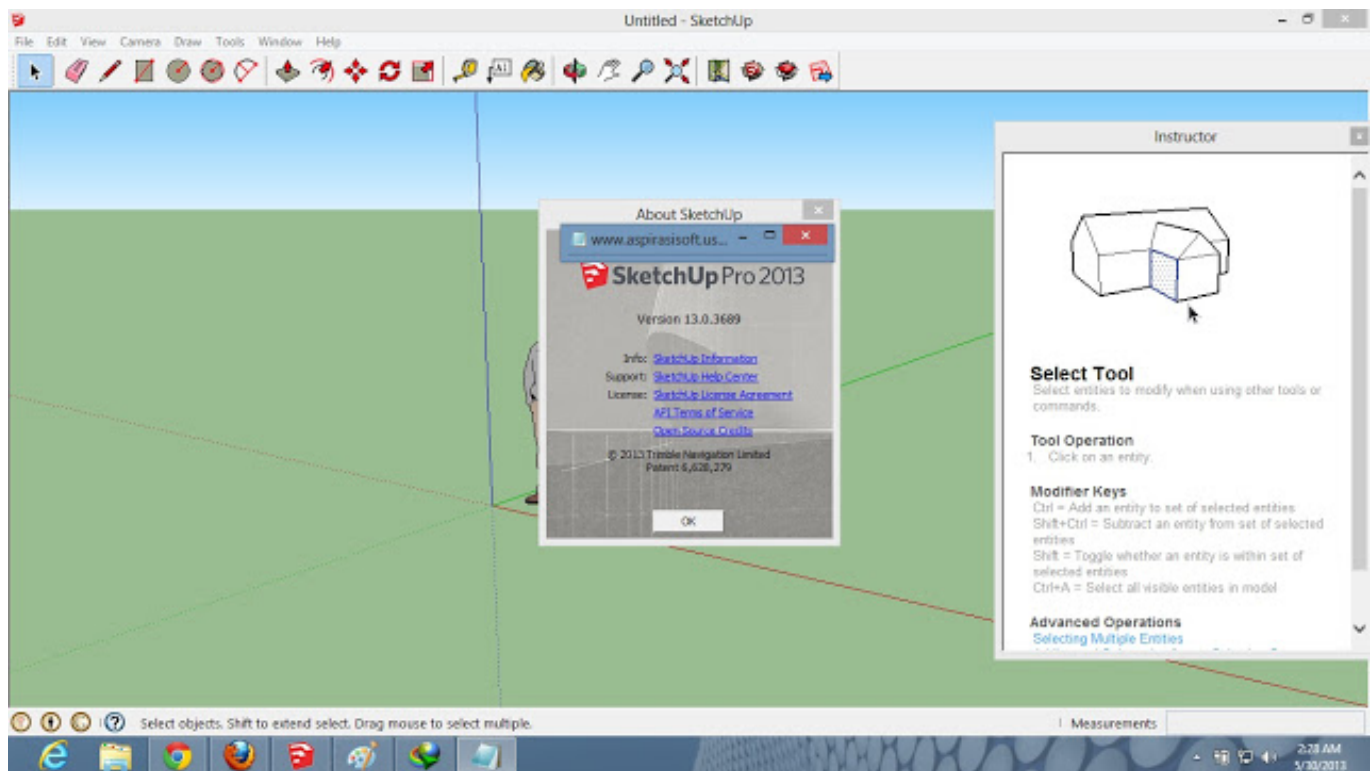 Untitled - SketchUp
File Edit View Camera Draw Tools Window Help
A1
Instructor
About SketchUp
www.aspirasisoft.us...
SketchUp Pro 2013
Version 13.0.3689
Info: SketchUp Information
Support: SketchUp Help Center
License: SketchUp License Agreement
API Terms of Service
Open Source Credits
© 2013 Trimble Navigation Limited
Patent 6,628,279
OK
Select Tool
Select entities to modify when using other tools or
commands.
Tool Operation
1. Click on an entity.
Modifier Keys
Ctrl = Add an entity to set of selected entities
Shift+Ctrl = Subtract an entity from set of selected
entities
Shift = Toggle whether an entity is within set of
selected entities
Ctrl+A = Select all visible entities in model
Advanced Operations
Selecting Multiple Entities
Select objects. Shift to extend select. Drag mouse to select multiple.
Measurements
2:28 AM
5/30/2013